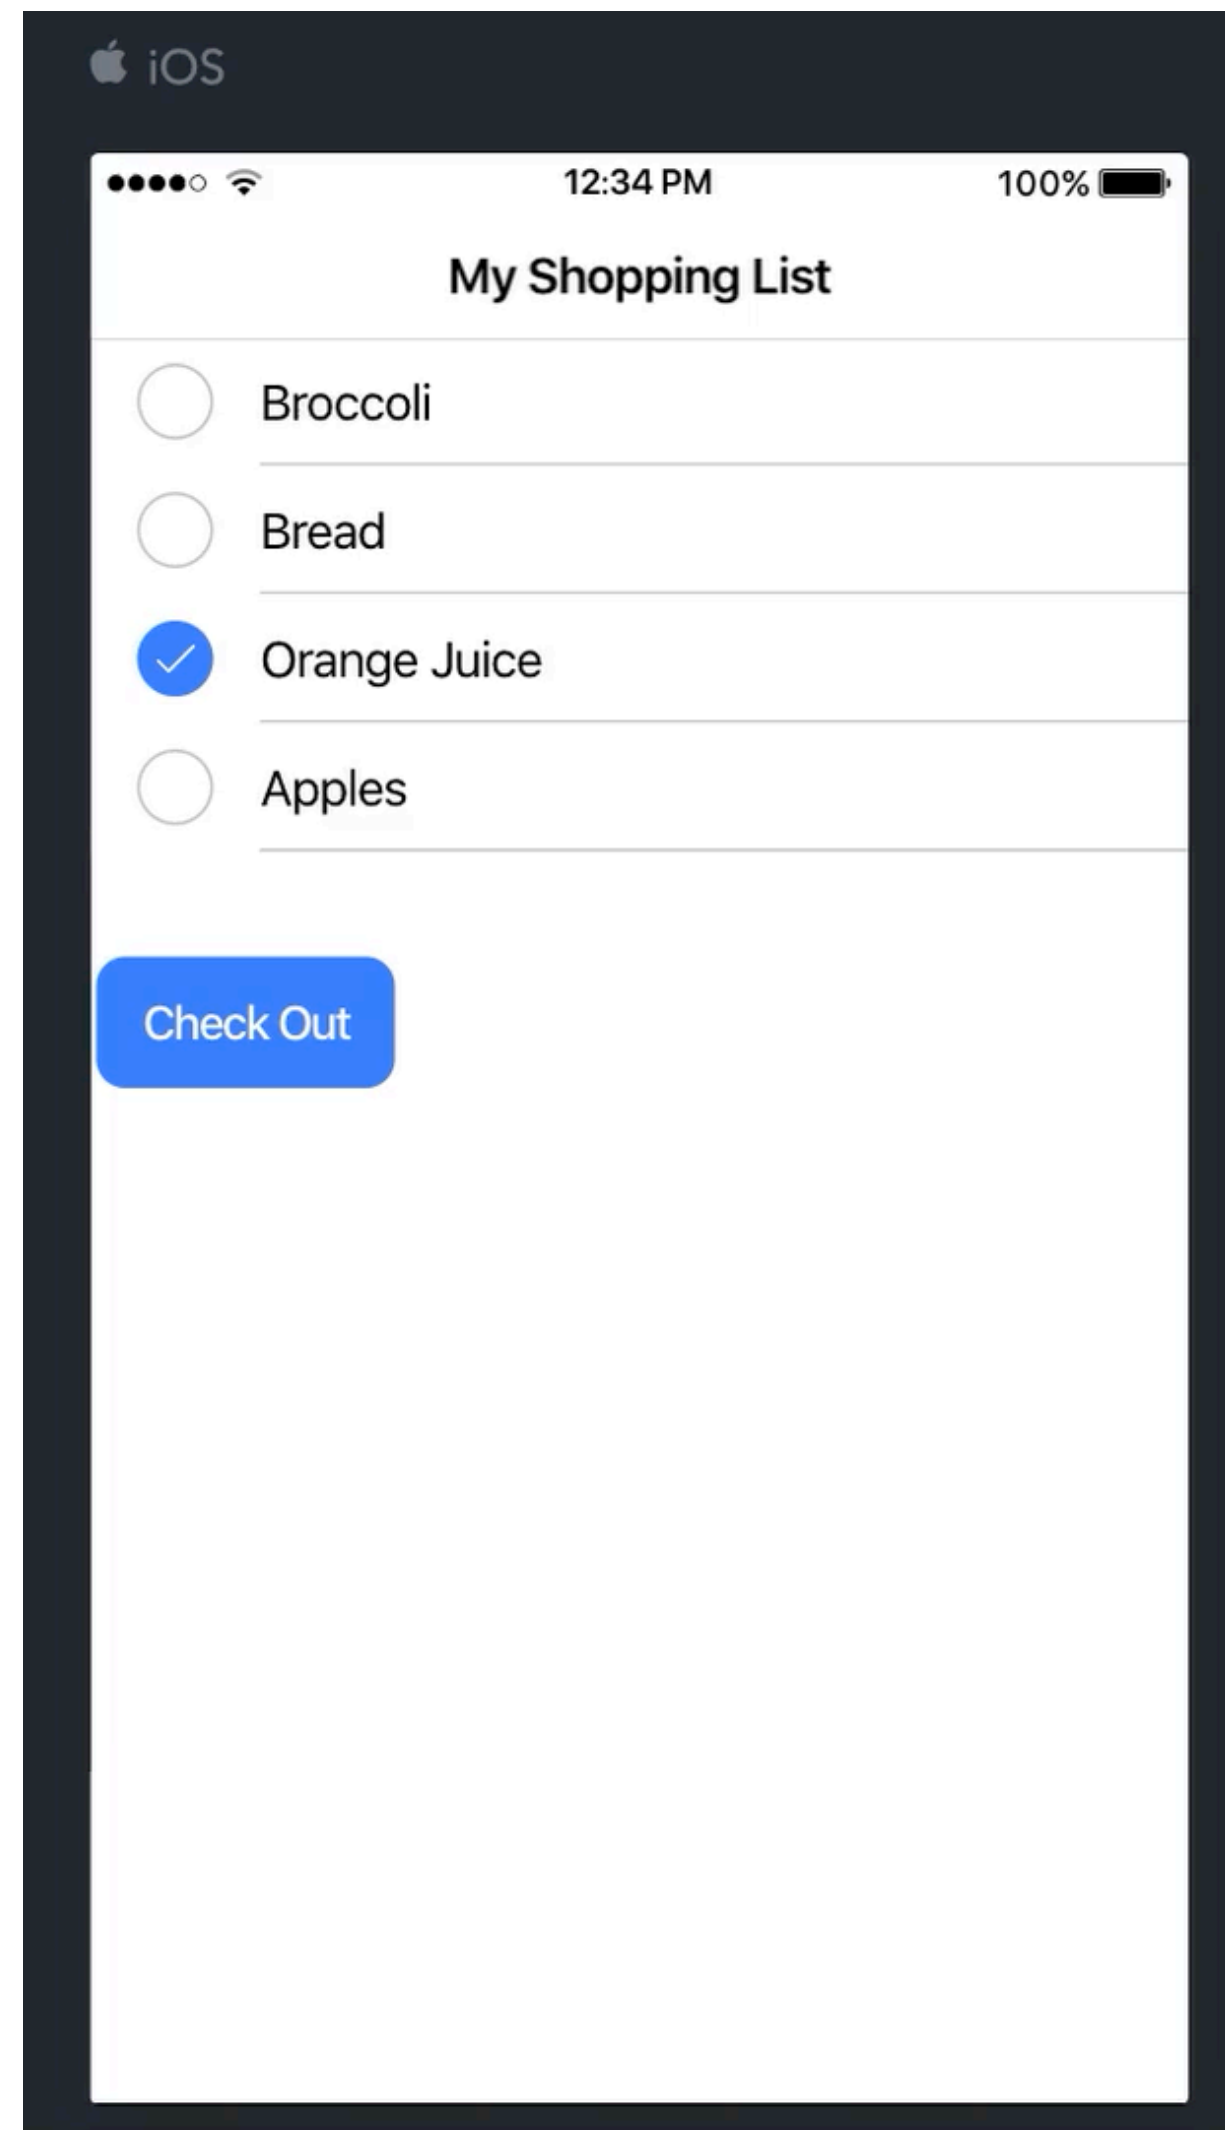 iOS
12:34 PM 100%
My Shopping List
Broccoli
Bread
Orange Juice
Apples
Check Out